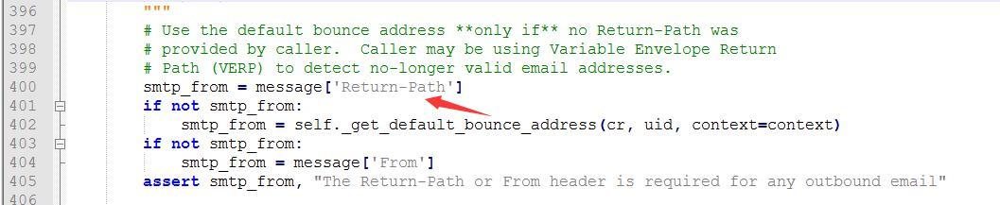 396 """
397 # Use the default bounce address **only if** no Return-Path was
398 # provided by caller.  Caller may be using Variable Envelope Return
399 # Path (VERP) to detect no-longer valid email addresses.
400 smtp_from = message['Return-Path']
401 if not smtp_from:
402     smtp_from = self._get_default_bounce_address(cr, uid, context=context)
403 if not smtp_from:
404     smtp_from = message['From']
405 assert smtp_from, "The Return-Path or From header is required for any outbound email"
406